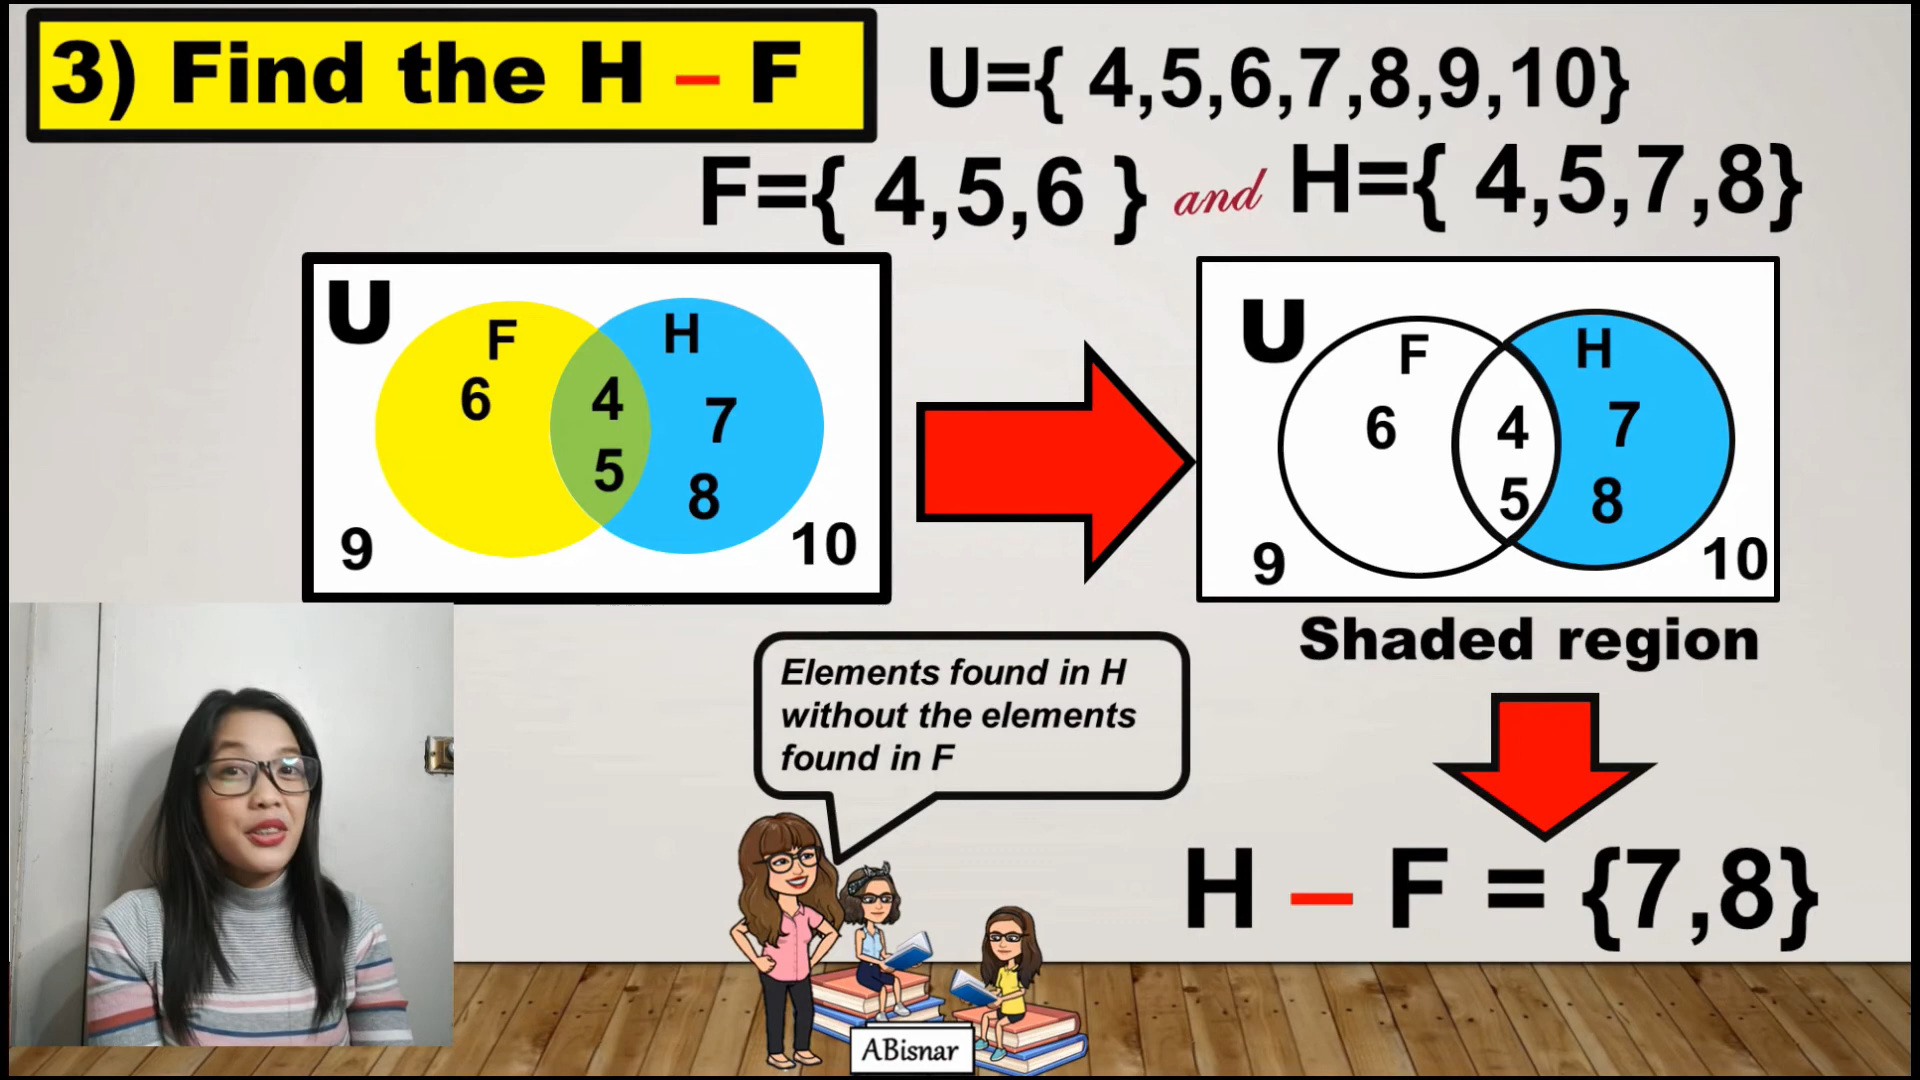 3) Find the H – F
U={ 4,5,6,7,8,9,10}
F={ 4,5,6 } and H={ 4,5,7,8}
U
F
H
6
4
7
5
8
9
10
U
F
H
6
4
7
5
8
9
10
Shaded region
Elements found in H
without the elements
found in F
H – F = {7,8}
ABisnar